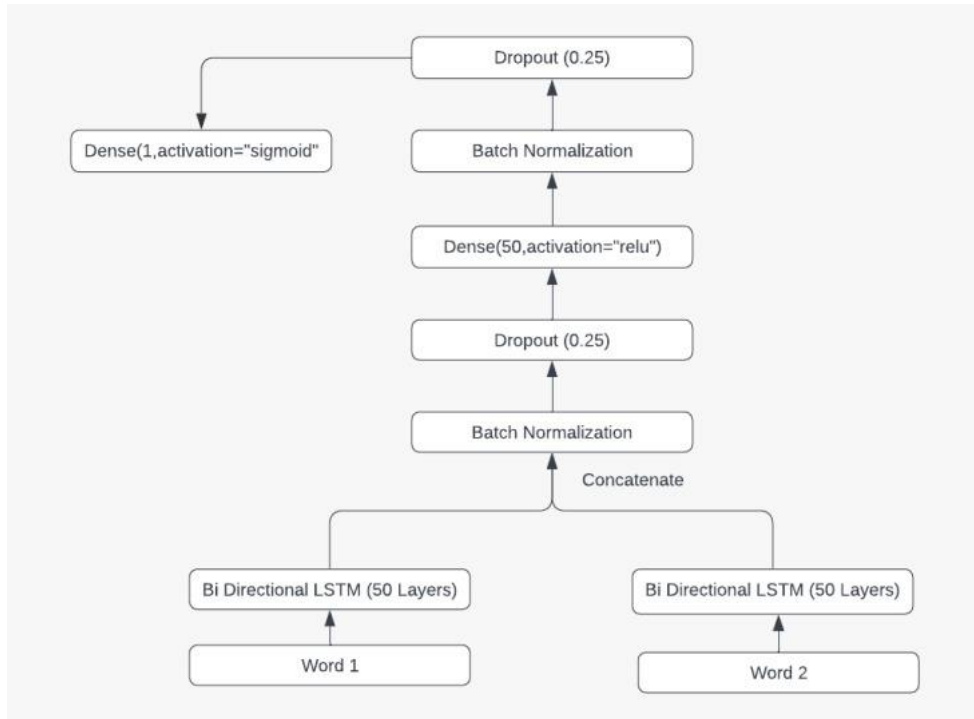 Dropout (0.25)
Dense(1,activation="sigmoid"
Batch Normalization
Dense(50,activation="relu")
Dropout (0.25)
Batch Normalization
Concatenate
Bi Directional LSTM (50 Layers)
Bi Directional LSTM (50 Layers)
Word 1
Word 2